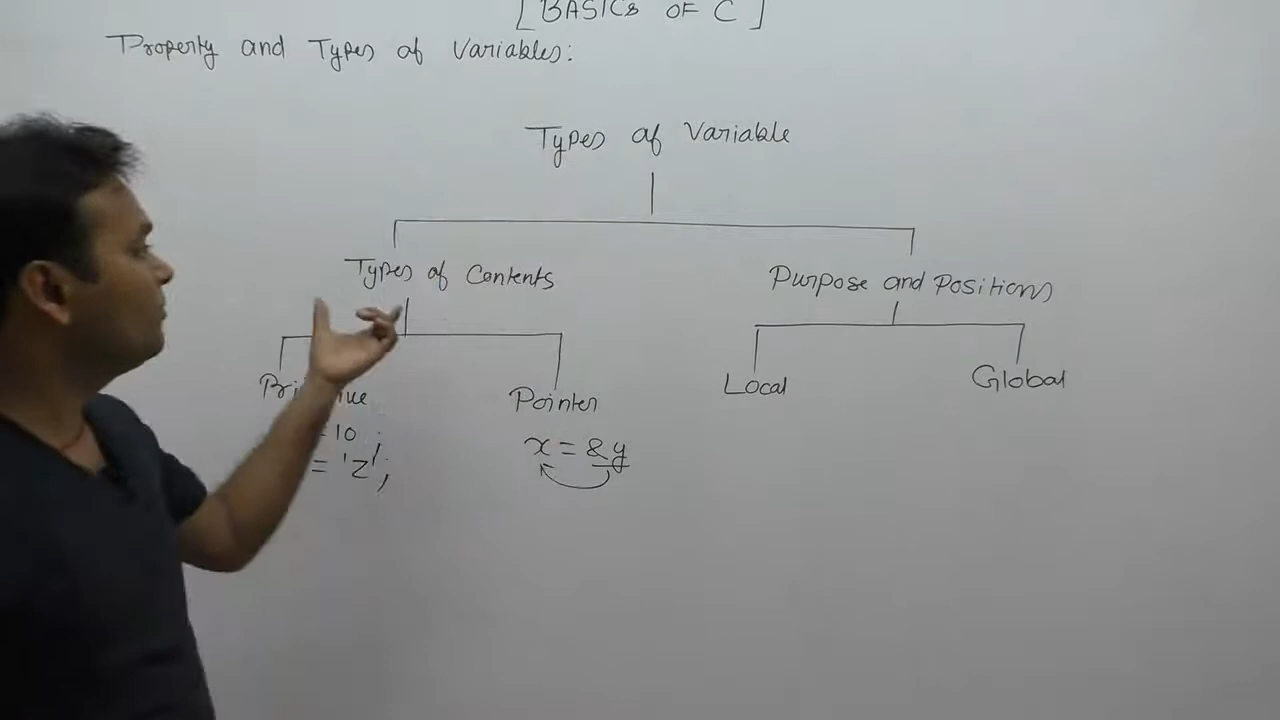 [ BASICs OF C ]
Property and Types of Variables:
Types of Variable
Types of Contents
Purpose and Positions
Pointer
Local
Global
= 10 ;
x = &y
= 'Z' ;